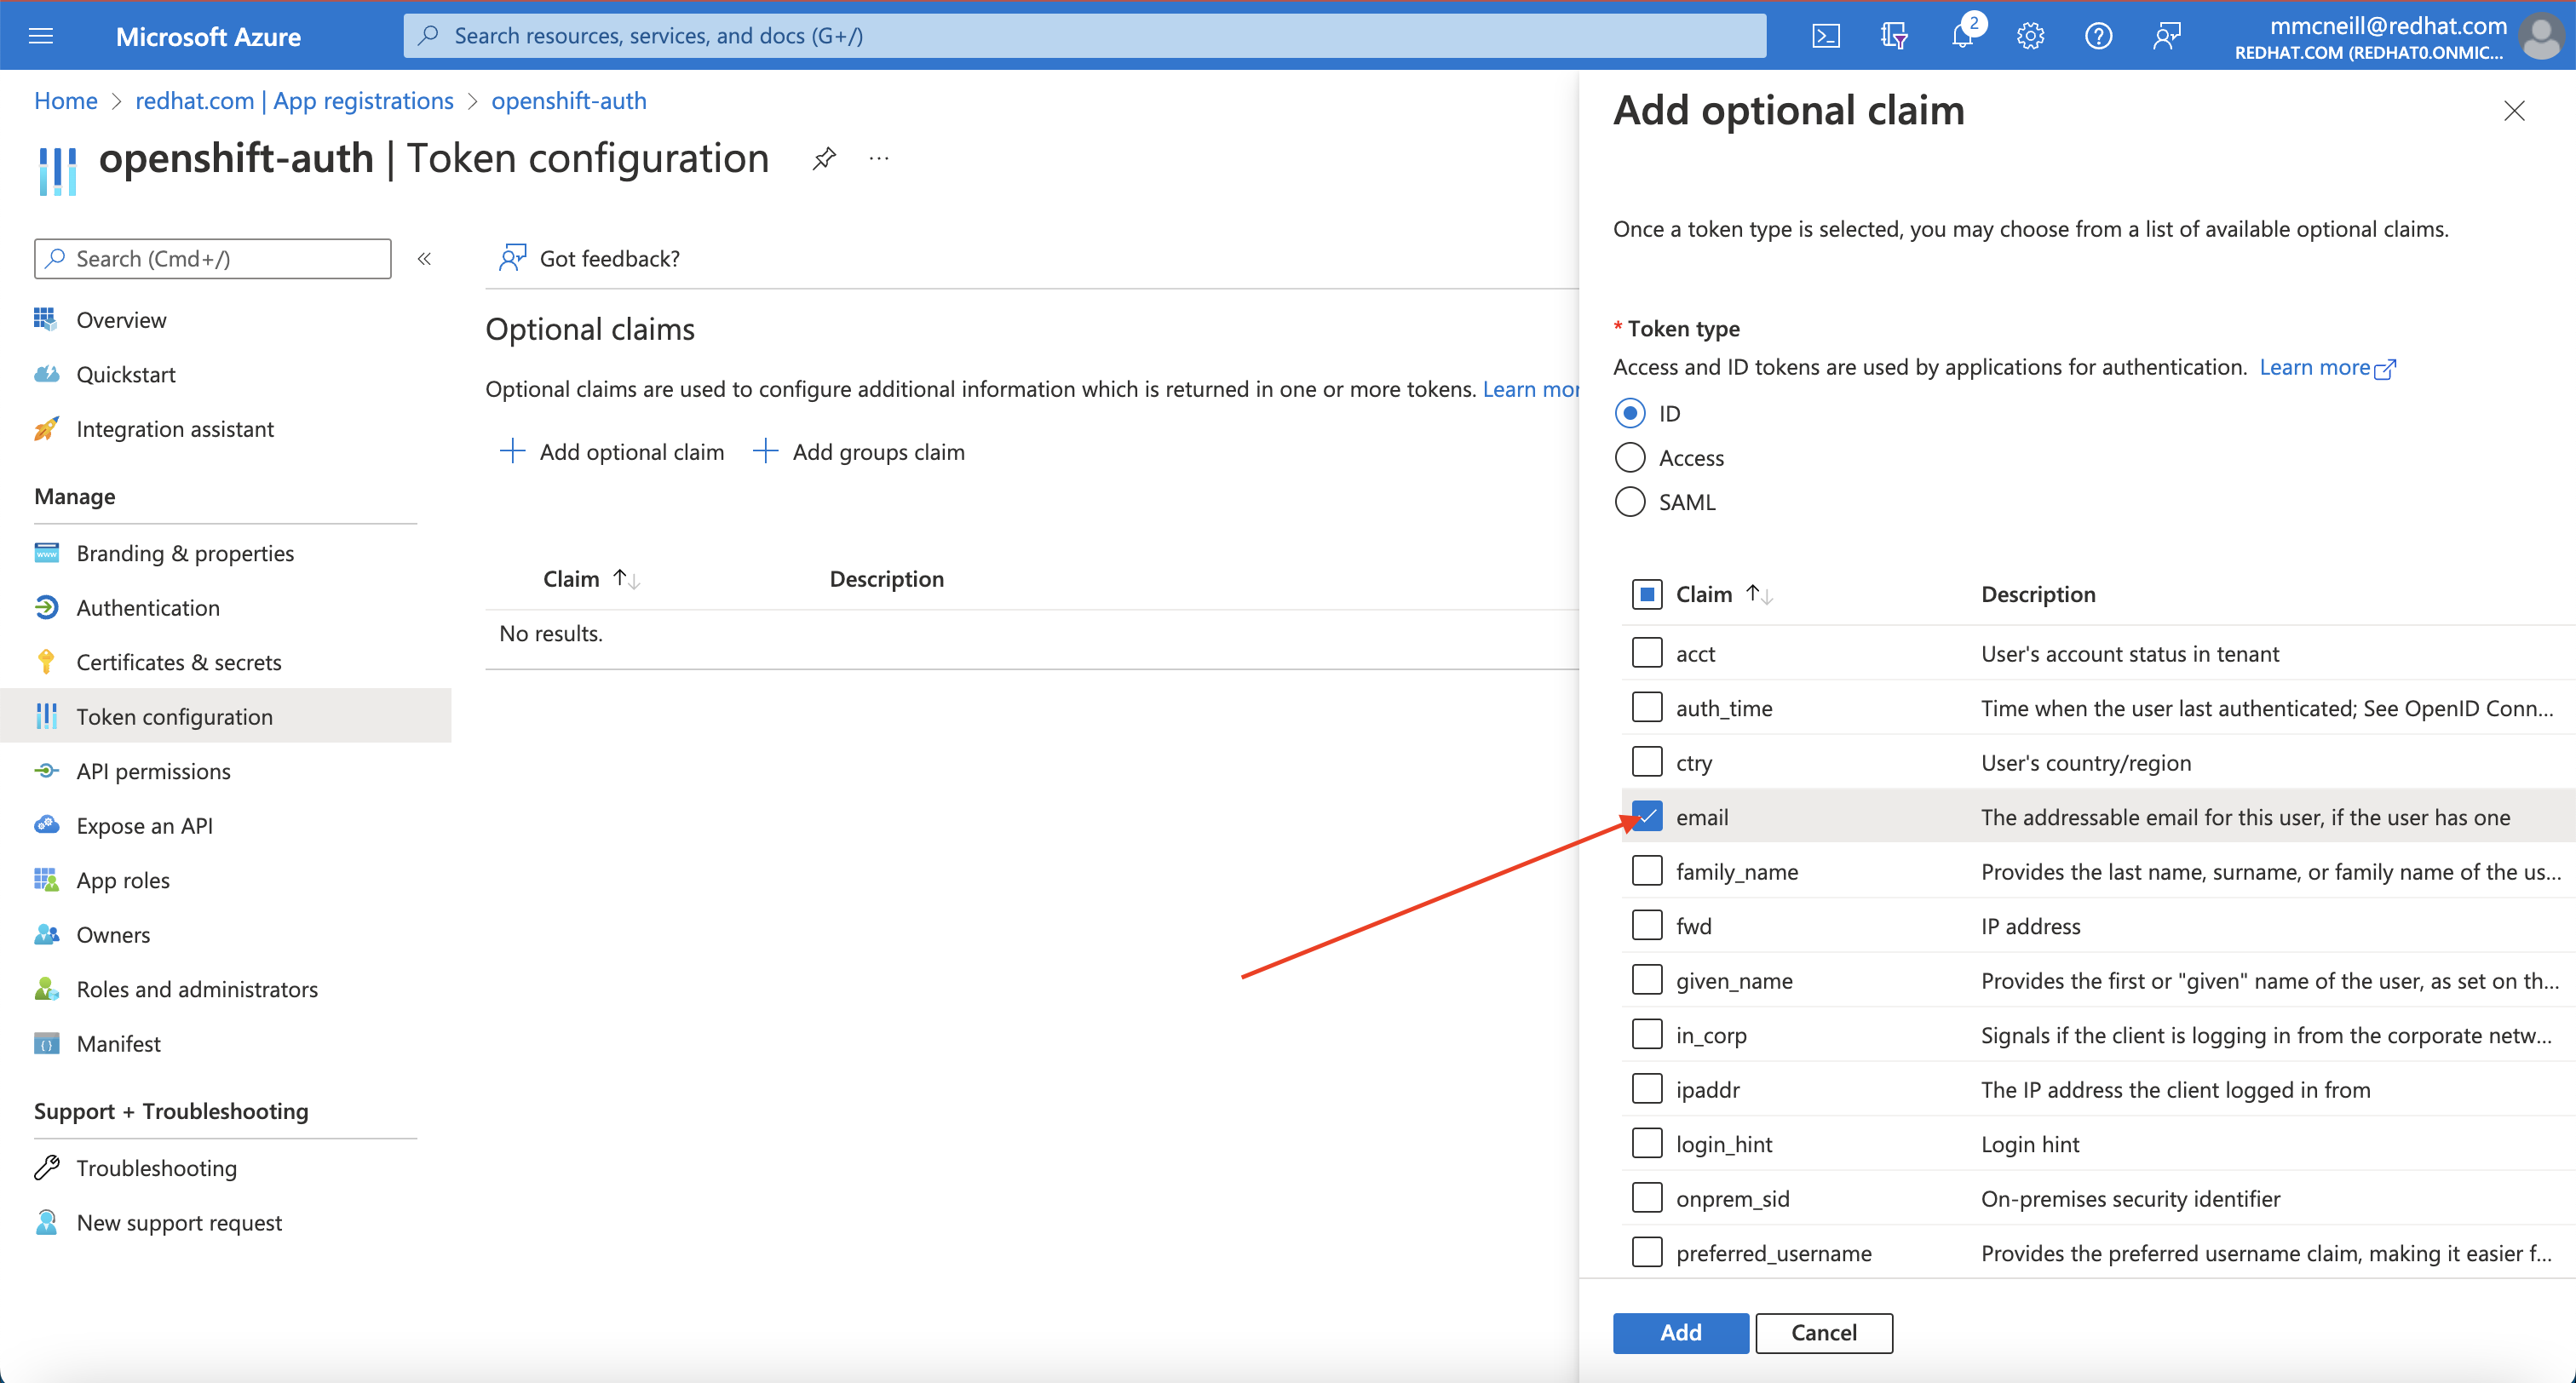 Microsoft Azure
Search resources, services, and docs (G+/)
2
mmcneill@redhat.com
REDHAT.COM (REDHAT0.ONMIC...
Home > redhat.com | App registrations > openshift-auth
openshift-auth | Token configuration
...
Search (Cmd+/)
«
Overview
Quickstart
Integration assistant
Manage
Branding & properties
Authentication
Certificates & secrets
Token configuration
API permissions
Expose an API
App roles
Owners
Roles and administrators
Manifest
Support + Troubleshooting
Troubleshooting
New support request
Got feedback?
Optional claims
Optional claims are used to configure additional information which is returned in one or more tokens. Learn mor
Add optional claim Add groups claim
Claim ↑↓ Description
No results.
Add optional claim
Once a token type is selected, you may choose from a list of available optional claims.
* Token type
Access and ID tokens are used by applications for authentication. Learn more
ID
Access
SAML
Claim ↑↓ Description
acct User's account status in tenant
auth_time Time when the user last authenticated; See OpenID Conn...
ctry User's country/region
email The addressable email for this user, if the user has one
family_name Provides the last name, surname, or family name of the us...
fwd IP address
given_name Provides the first or "given" name of the user, as set on th...
in_corp Signals if the client is logging in from the corporate netw...
ipaddr The IP address the client logged in from
login_hint Login hint
onprem_sid On-premises security identifier
preferred_username Provides the preferred username claim, making it easier f...
Add Cancel